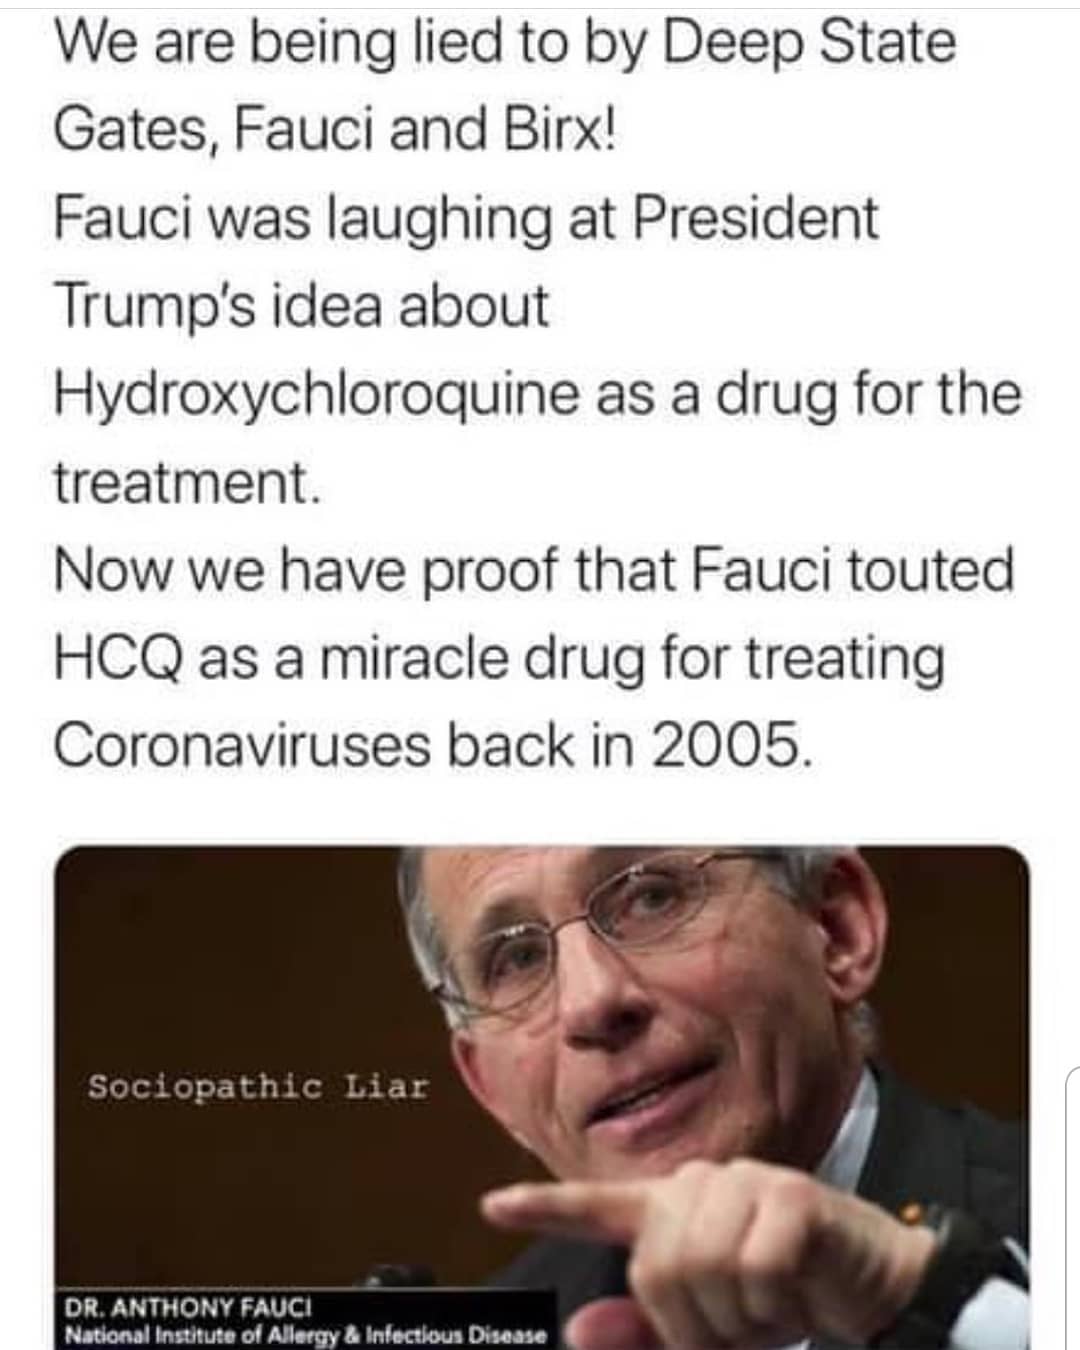 We are being lied to by Deep State
Gates, Fauci and Birx!
Fauci was laughing at President
Trump's idea about
Hydroxychloroquine as a drug for the
treatment.
Now we have proof that Fauci touted
HCQ as a miracle drug for treating
Coronaviruses back in 2005.
Sociopathic Liar
DR. ANTHONY FAUCI
National Institute of Allergy & Infectious Disease